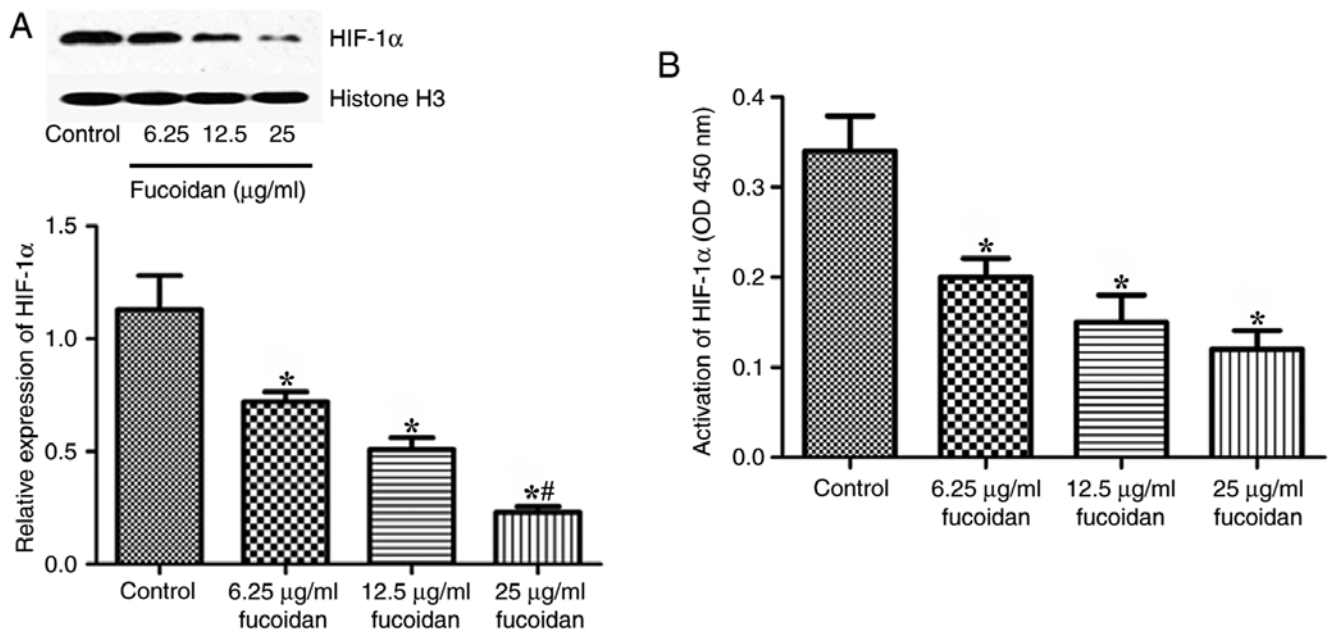 A
HIF-1α
Histone H3
Control 6.25 12.5 25
Fucoidan (μg/ml)
Relative expression of HIF-1α
1.5
1.0
0.5
0.0
*
*
*#
Control
6.25 μg/ml
fucoidan
12.5 μg/ml
fucoidan
25 μg/ml
fucoidan
B
Activation of HIF-1α (OD 450 nm)
0.4
0.3
0.2
0.1
0.0
*
*
*
Control
6.25 μg/ml
fucoidan
12.5 μg/ml
fucoidan
25 μg/ml
fucoidan